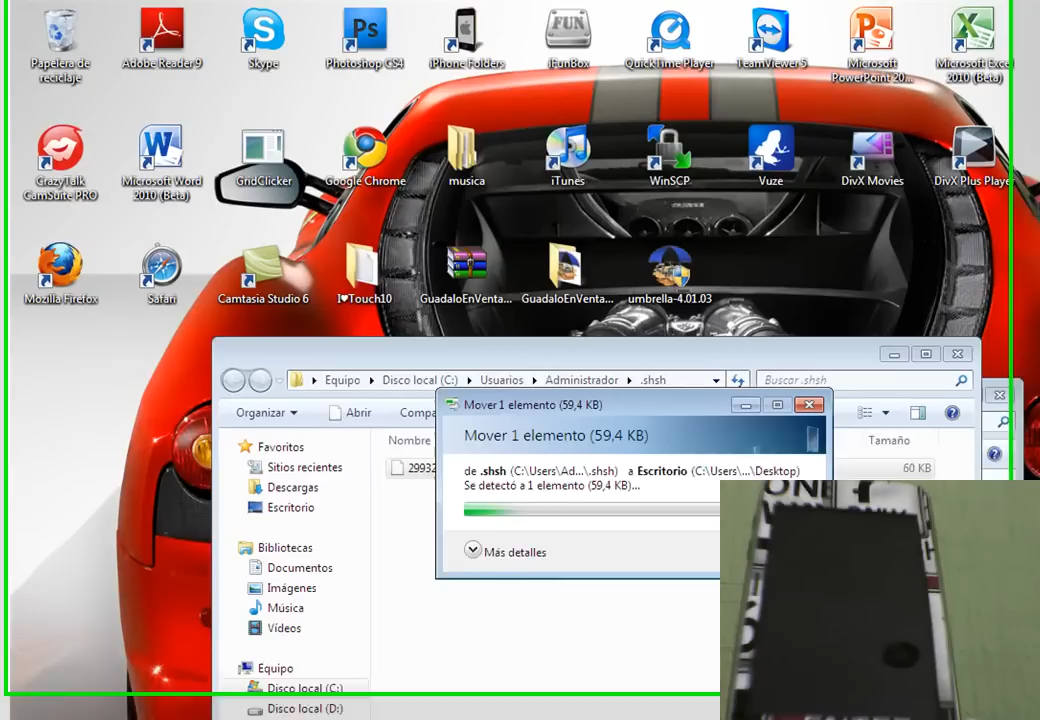 FUN
Papelera de
reciclaje
Adobe Reader 9
Skype
Photoshop CS4
iPhone Folders
iFunBox
QuickTime Player
TeamViewer 5
Microsoft
PowerPoint 20...
Microsoft Excel
2010 (Beta)
CrazyTalk
CamSuite PRO
Microsoft Word
2010 (Beta)
GridClicker
Google Chrome
musica
iTunes
WinSCP
Vuze
DivX Movies
DivX Plus Player
Mozilla Firefox
Safari
Camtasia Studio 6
I♥Touch10
GuadaloEnVenta...
GuadaloEnVenta...
umbrella-4.01.03
Equipo ▸ Disco local (C:) ▸ Usuarios ▸ Administrador ▸ .shsh
Buscar .shsh
Mover 1 elemento (59,4 KB)
Organizar
Abrir
Compa
Nombre
Tamaño
29932
60 KB
Mover 1 elemento (59,4 KB)
de .shsh (C:\Users\Ad...\.shsh) a Escritorio (C:\Users\...\Desktop)
Se detectó a 1 elemento (59,4 KB)...
Más detalles
Favoritos
Sitios recientes
Descargas
Escritorio
Bibliotecas
Documentos
Imágenes
Música
Vídeos
Equipo
Disco local (C:)
Disco local (D:)